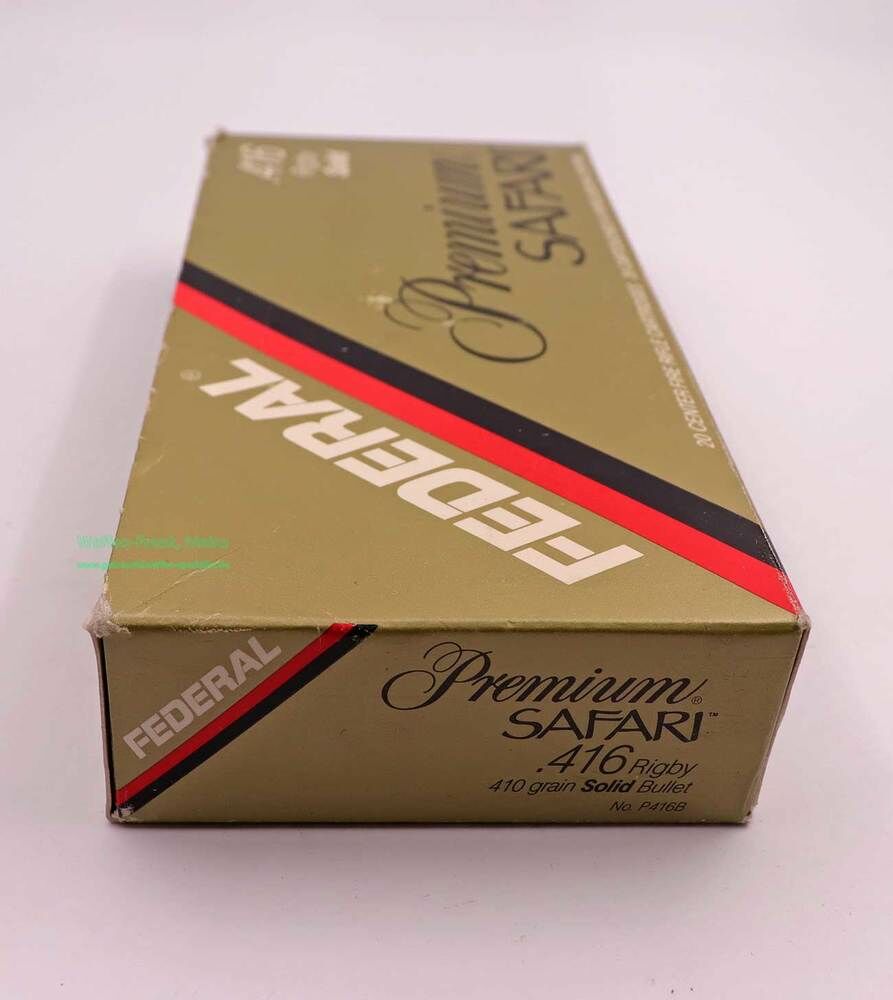 .416
Rigby
Solid
Premium
SAFARI
FEDERAL®
20 CENTER FIRE RIFLE CARTRIDGES
FEDERAL
Premium®
SAFARI™
.416 Rigby
410 grain Solid Bullet
No. P416B